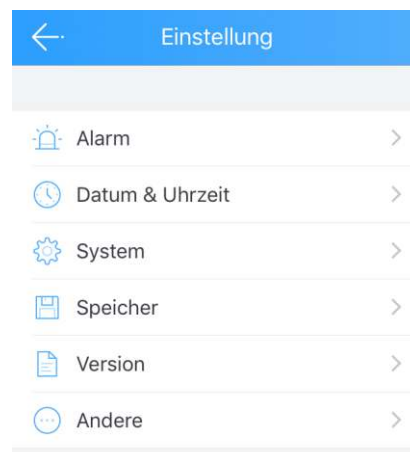 Einstellung
Alarm
Datum & Uhrzeit
System
Speicher
Version
Andere